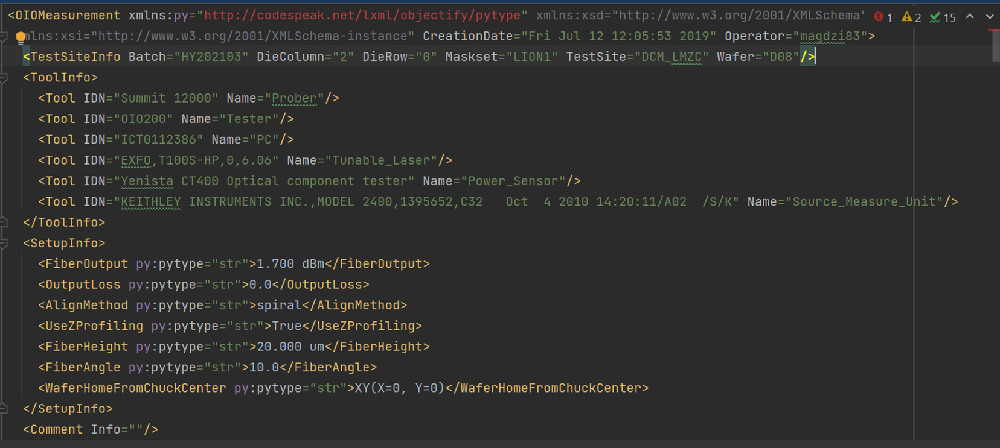 <OIOMeasurement xmlns:py="http://codespeak.net/lxml/objectify/pytype" xmlns:xsd="http://www.w3.org/2001/XMLSchema" 1 2 15
mlns:xsi="http://www.w3.org/2001/XMLSchema-instance" CreationDate="Fri Jul 12 12:05:53 2019" Operator="magdzi83">
<TestSiteInfo Batch="HY202103" DieColumn="2" DieRow="0" Maskset="LION1" TestSite="DCM_LMZC" Wafer="D08"/>
<ToolInfo>
<Tool IDN="Summit 12000" Name="Prober"/>
<Tool IDN="OIO200" Name="Tester"/>
<Tool IDN="ICT0112386" Name="PC"/>
<Tool IDN="EXFO,T100S-HP,0,6.06" Name="Tunable_Laser"/>
<Tool IDN="Yenista CT400 Optical component tester" Name="Power_Sensor"/>
<Tool IDN="KEITHLEY INSTRUMENTS INC.,MODEL 2400,1395652,C32   Oct  4 2010 14:20:11/A02  /S/K" Name="Source_Measure_Unit"/>
</ToolInfo>
<SetupInfo>
<FiberOutput py:pytype="str">1.700 dBm</FiberOutput>
<OutputLoss py:pytype="str">0.0</OutputLoss>
<AlignMethod py:pytype="str">spiral</AlignMethod>
<UseZProfiling py:pytype="str">True</UseZProfiling>
<FiberHeight py:pytype="str">20.000 um</FiberHeight>
<FiberAngle py:pytype="str">10.0</FiberAngle>
<WaferHomeFromChuckCenter py:pytype="str">XY(X=0, Y=0)</WaferHomeFromChuckCenter>
</SetupInfo>
<Comment Info=""/>